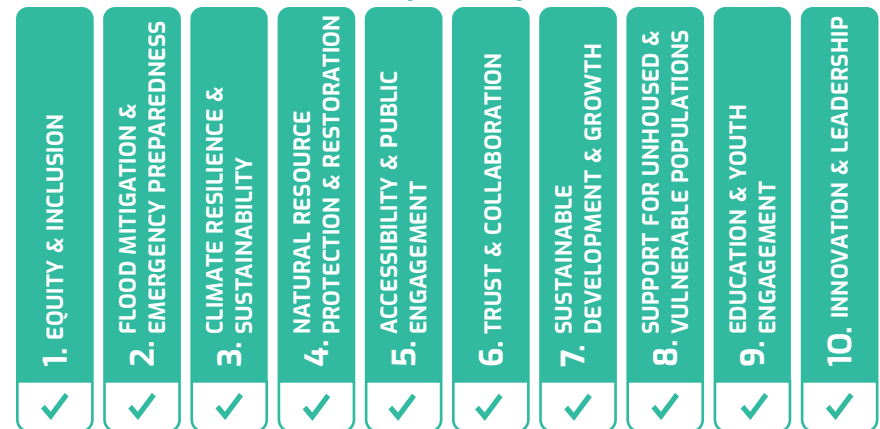 1. EQUITY & INCLUSION
2. FLOOD MITIGATION &
EMERGENCY PREPAREDNESS
3. CLIMATE RESILIENCE &
SUSTAINABILITY
4. NATURAL RESOURCE
PROTECTION & RESTORATION
5. ACCESSIBILITY & PUBLIC
ENGAGEMENT
6. TRUST & COLLABORATION
7. SUSTAINABLE
DEVELOPMENT & GROWTH
8. SUPPORT FOR UNHOUSED &
VULNERABLE POPULATIONS
9. EDUCATION & YOUTH
ENGAGEMENT
10. INNOVATION & LEADERSHIP